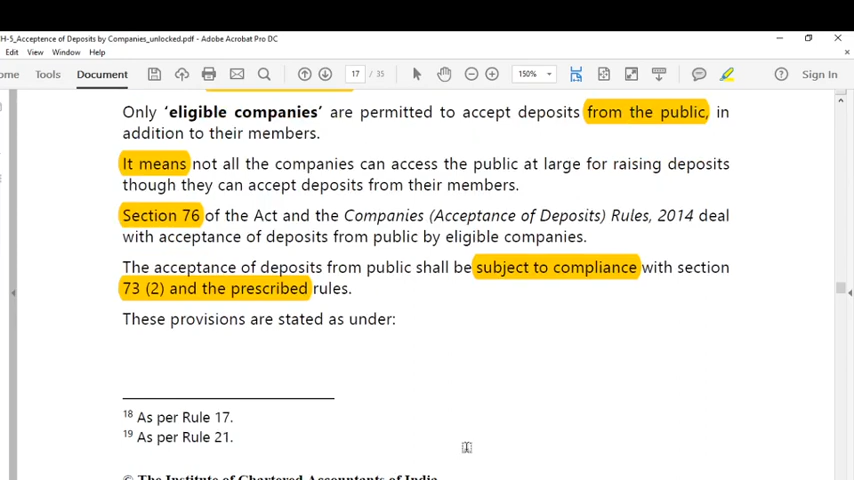 H-5_Acceptence of Deposits by Companies_unlocked.pdf - Adobe Acrobat Pro DC
Edit View Window Help
ome Tools Document 17 / 35 150% Sign In
Only ‘eligible companies’ are permitted to accept deposits from the public, in
addition to their members.
It means not all the companies can access the public at large for raising deposits
though they can accept deposits from their members.
Section 76 of the Act and the Companies (Acceptance of Deposits) Rules, 2014 deal
with acceptance of deposits from public by eligible companies.
The acceptance of deposits from public shall be subject to compliance with section
73 (2) and the prescribed rules.
These provisions are stated as under:
18 As per Rule 17.
19 As per Rule 21.
© The Institute of Chartered Accountants of India